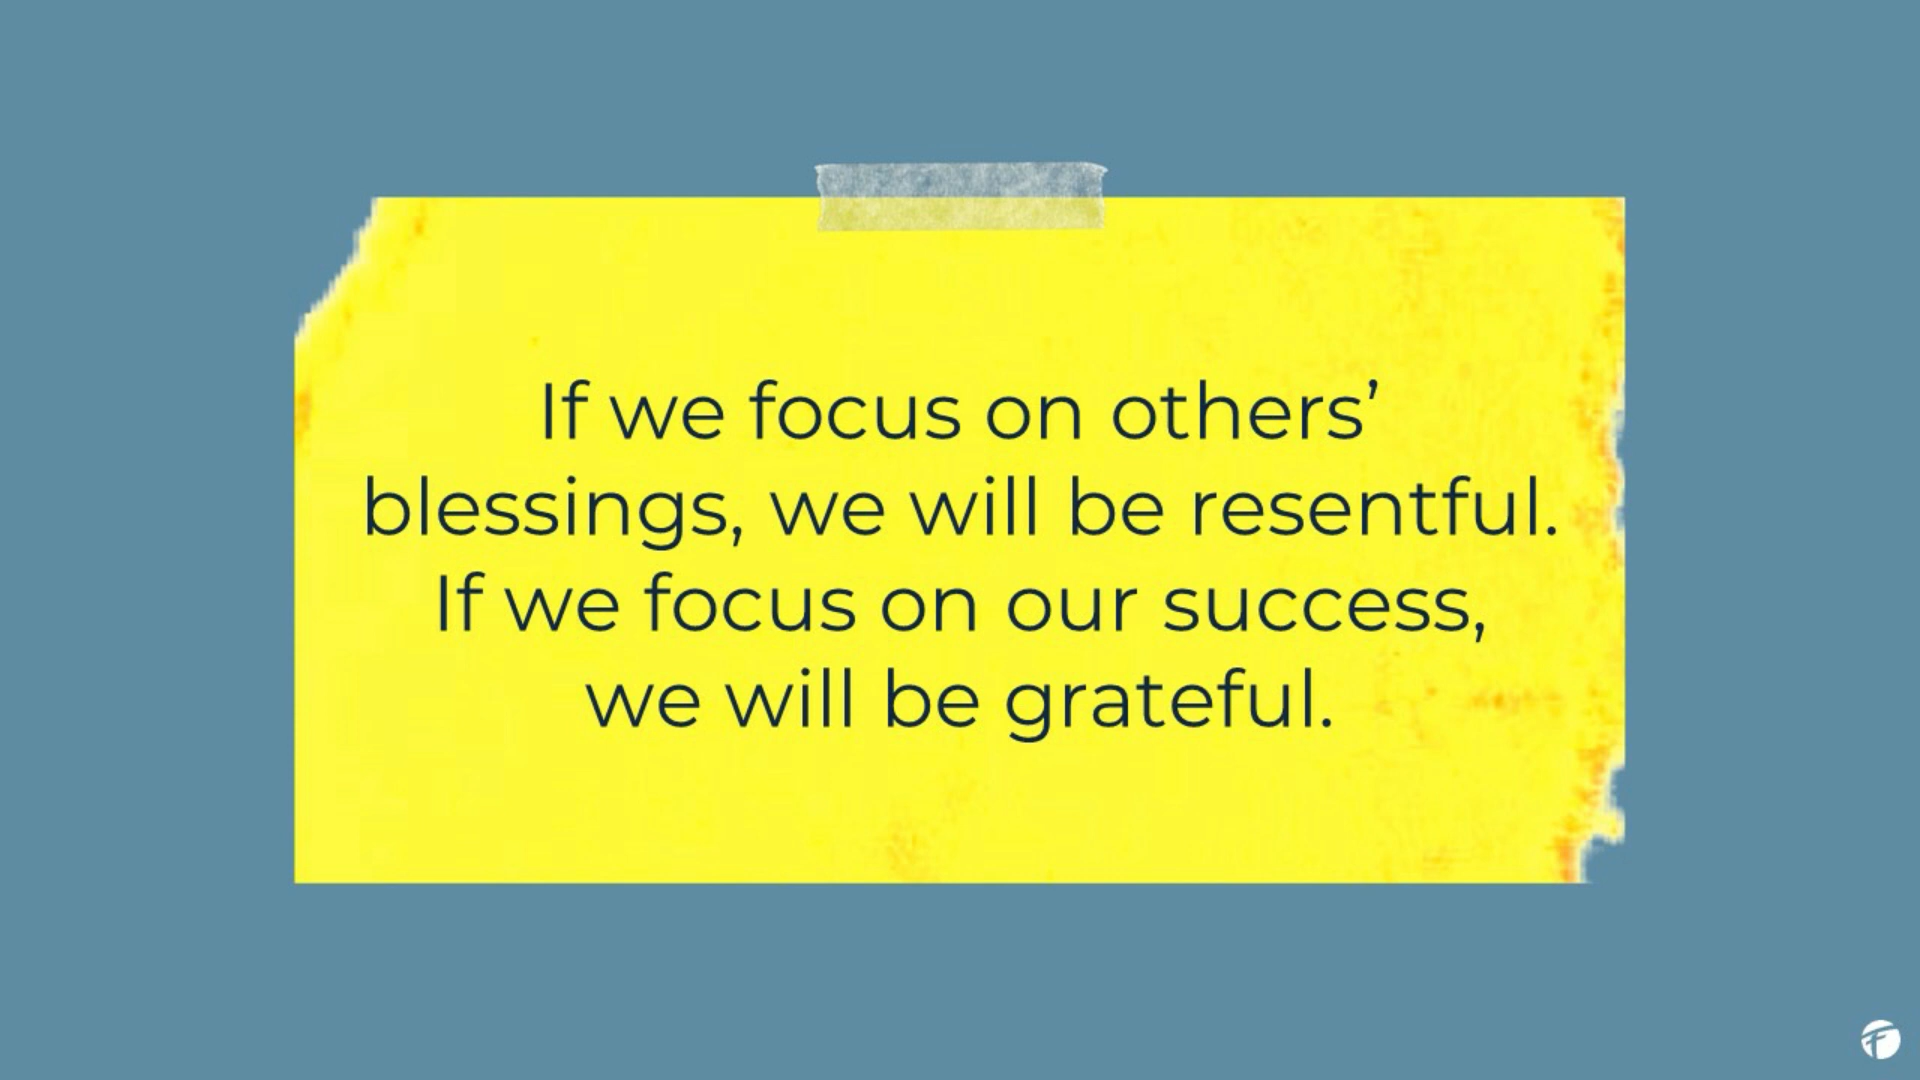 If we focus on others’
blessings, we will be resentful.
If we focus on our success,
we will be grateful.